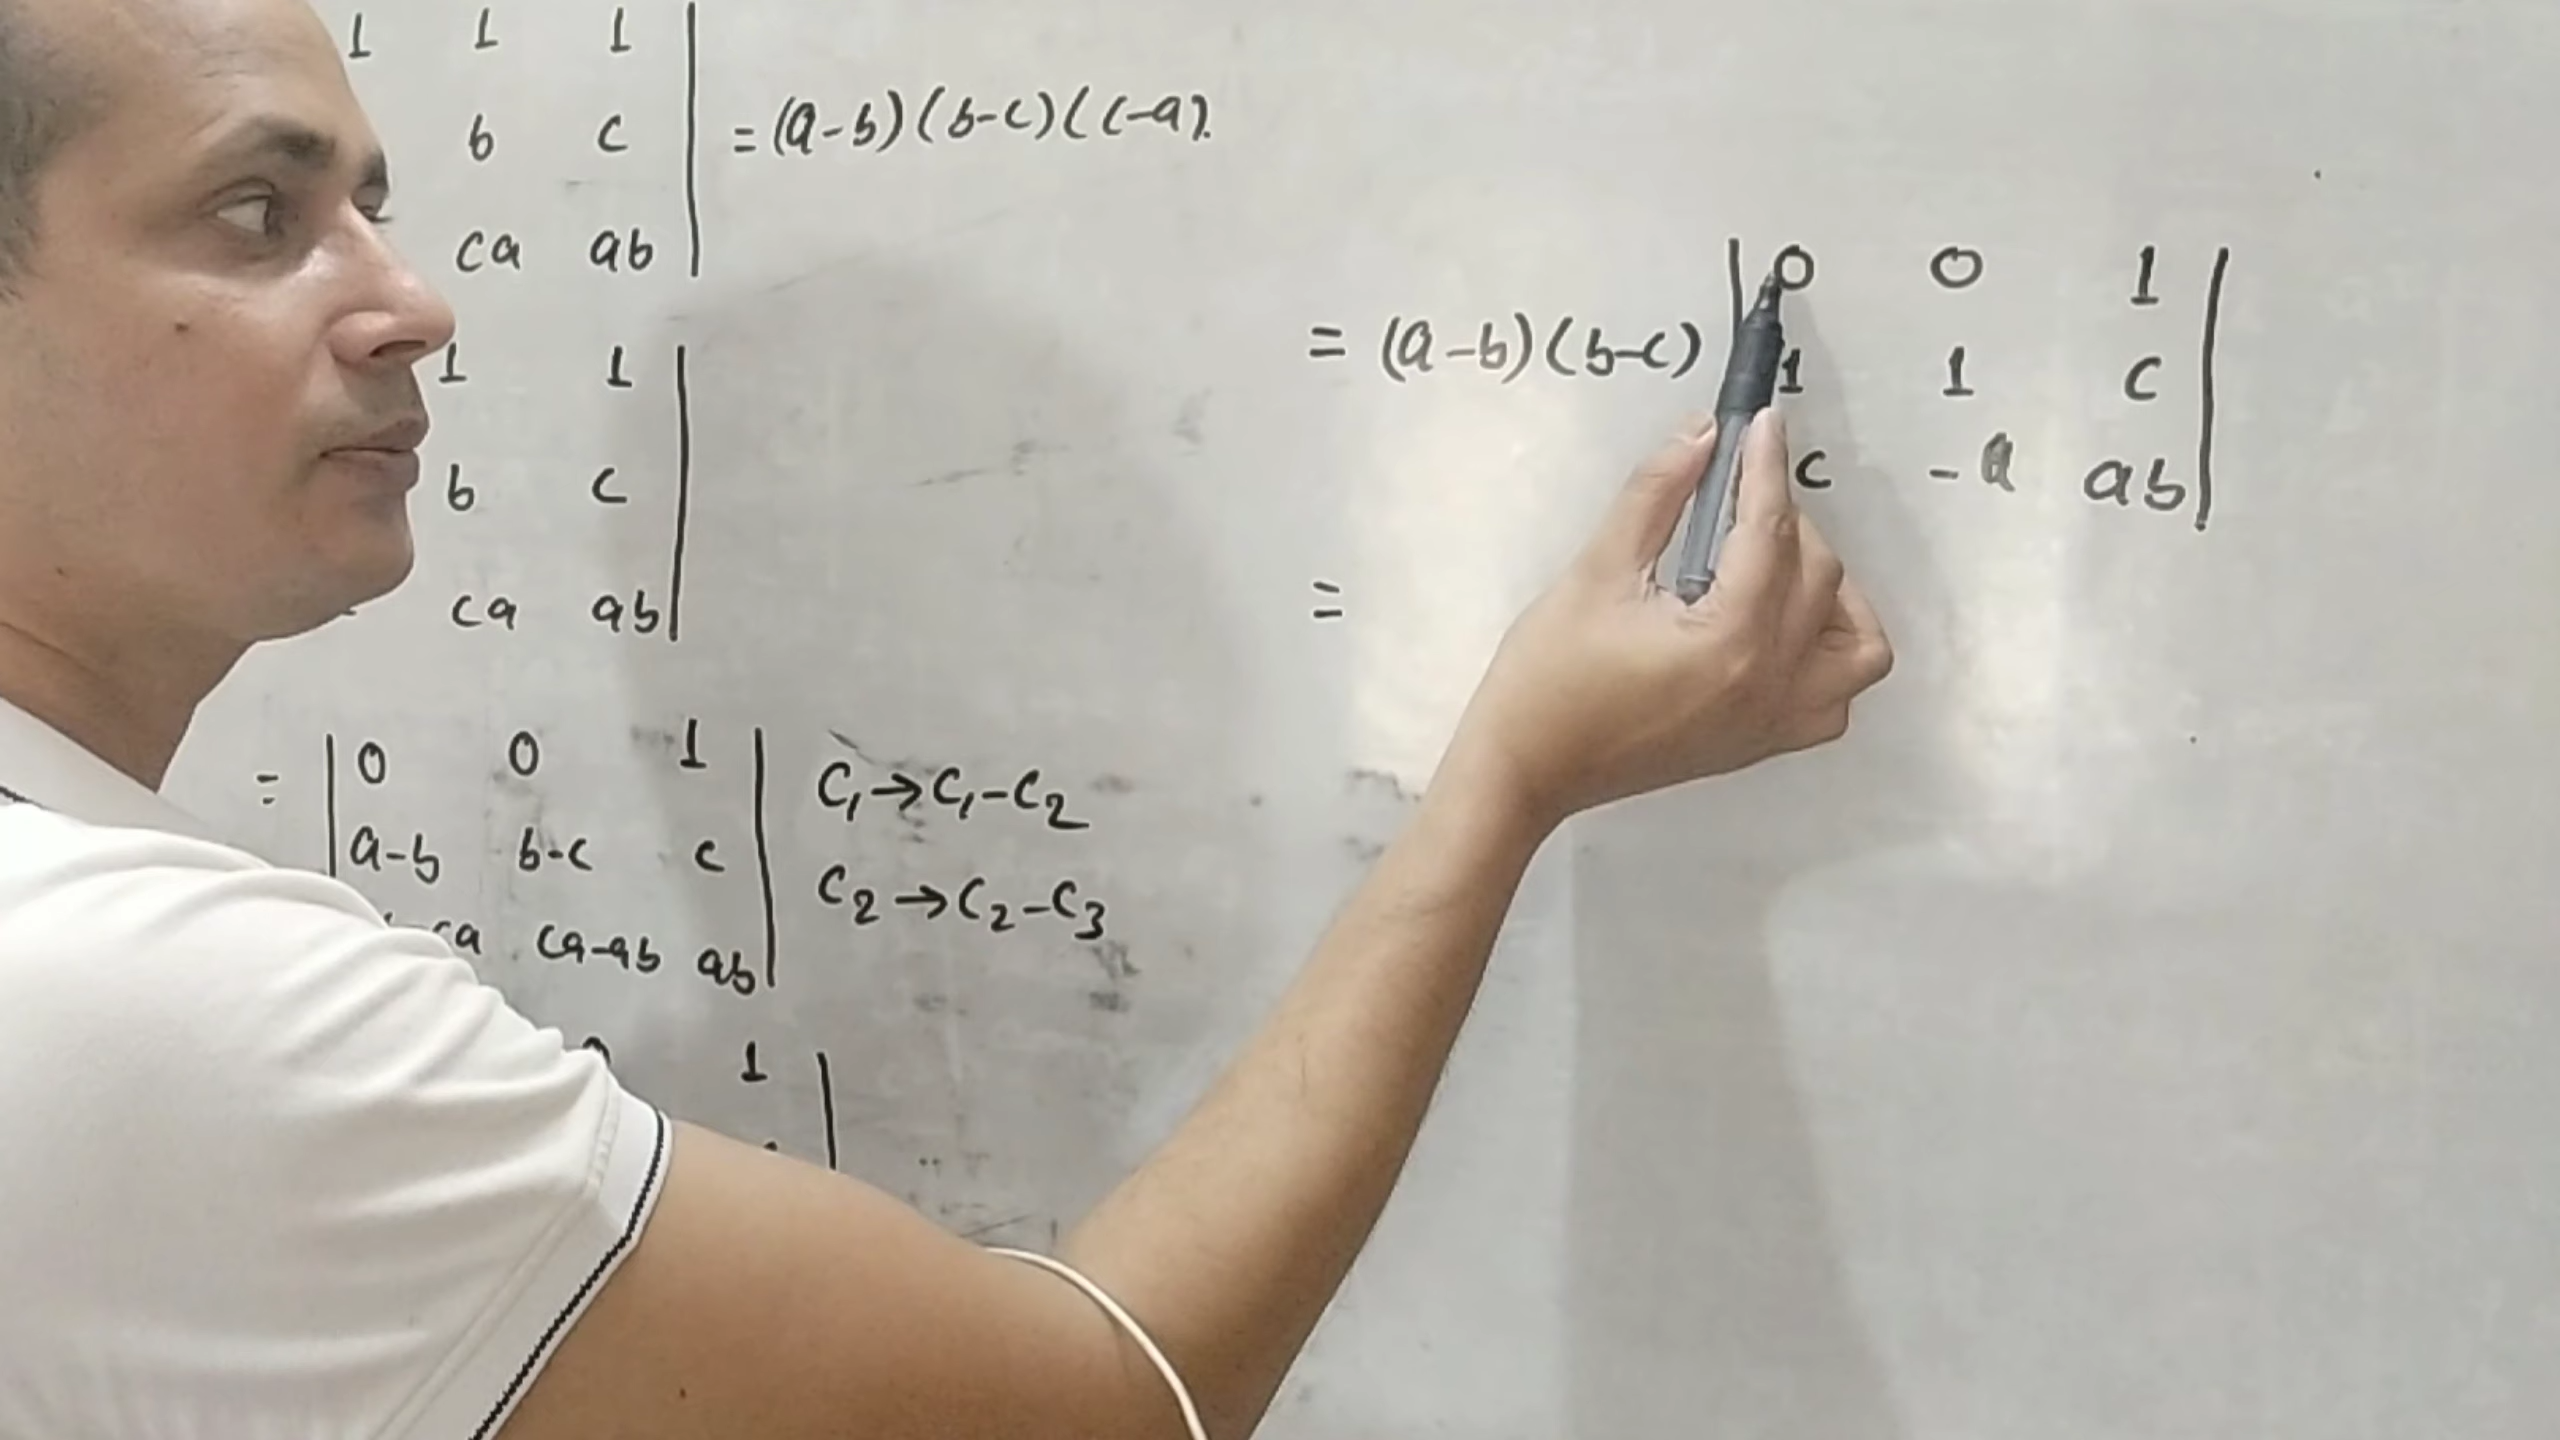 1 1 1
b c = (a-b)(b-c)(c-a).
ca ab
1 1
b c
ca ab
= 0 0 1 C₁→C₁-C₂
a-b b-c c C₂→C₂-C₃
ca ca-ab ab
1
0 0 1
= (a-b)(b-c) 1 1 c
c -a ab
=